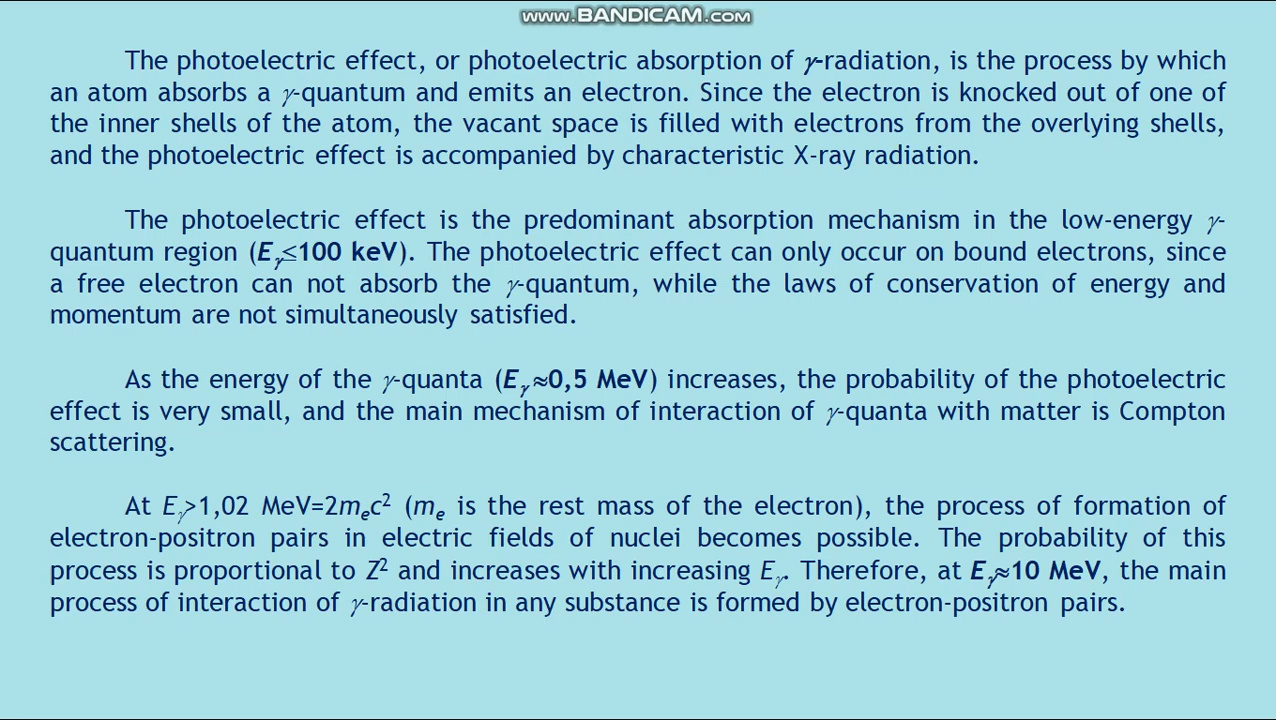 www.BANDICAM.com
The photoelectric effect, or photoelectric absorption of γ-radiation, is the process by which
an atom absorbs a γ-quantum and emits an electron. Since the electron is knocked out of one of
the inner shells of the atom, the vacant space is filled with electrons from the overlying shells,
and the photoelectric effect is accompanied by characteristic X-ray radiation.
The photoelectric effect is the predominant absorption mechanism in the low-energy γ-
quantum region (Eγ≤100 keV). The photoelectric effect can only occur on bound electrons, since
a free electron can not absorb the γ-quantum, while the laws of conservation of energy and
momentum are not simultaneously satisfied.
As the energy of the γ-quanta (Eγ≈0,5 MeV) increases, the probability of the photoelectric
effect is very small, and the main mechanism of interaction of γ-quanta with matter is Compton
scattering.
At Eγ>1,02 MeV=2mₑc² (mₑ is the rest mass of the electron), the process of formation of
electron-positron pairs in electric fields of nuclei becomes possible. The probability of this
process is proportional to Z² and increases with increasing Eγ. Therefore, at Eγ≈10 MeV, the main
process of interaction of γ-radiation in any substance is formed by electron-positron pairs.